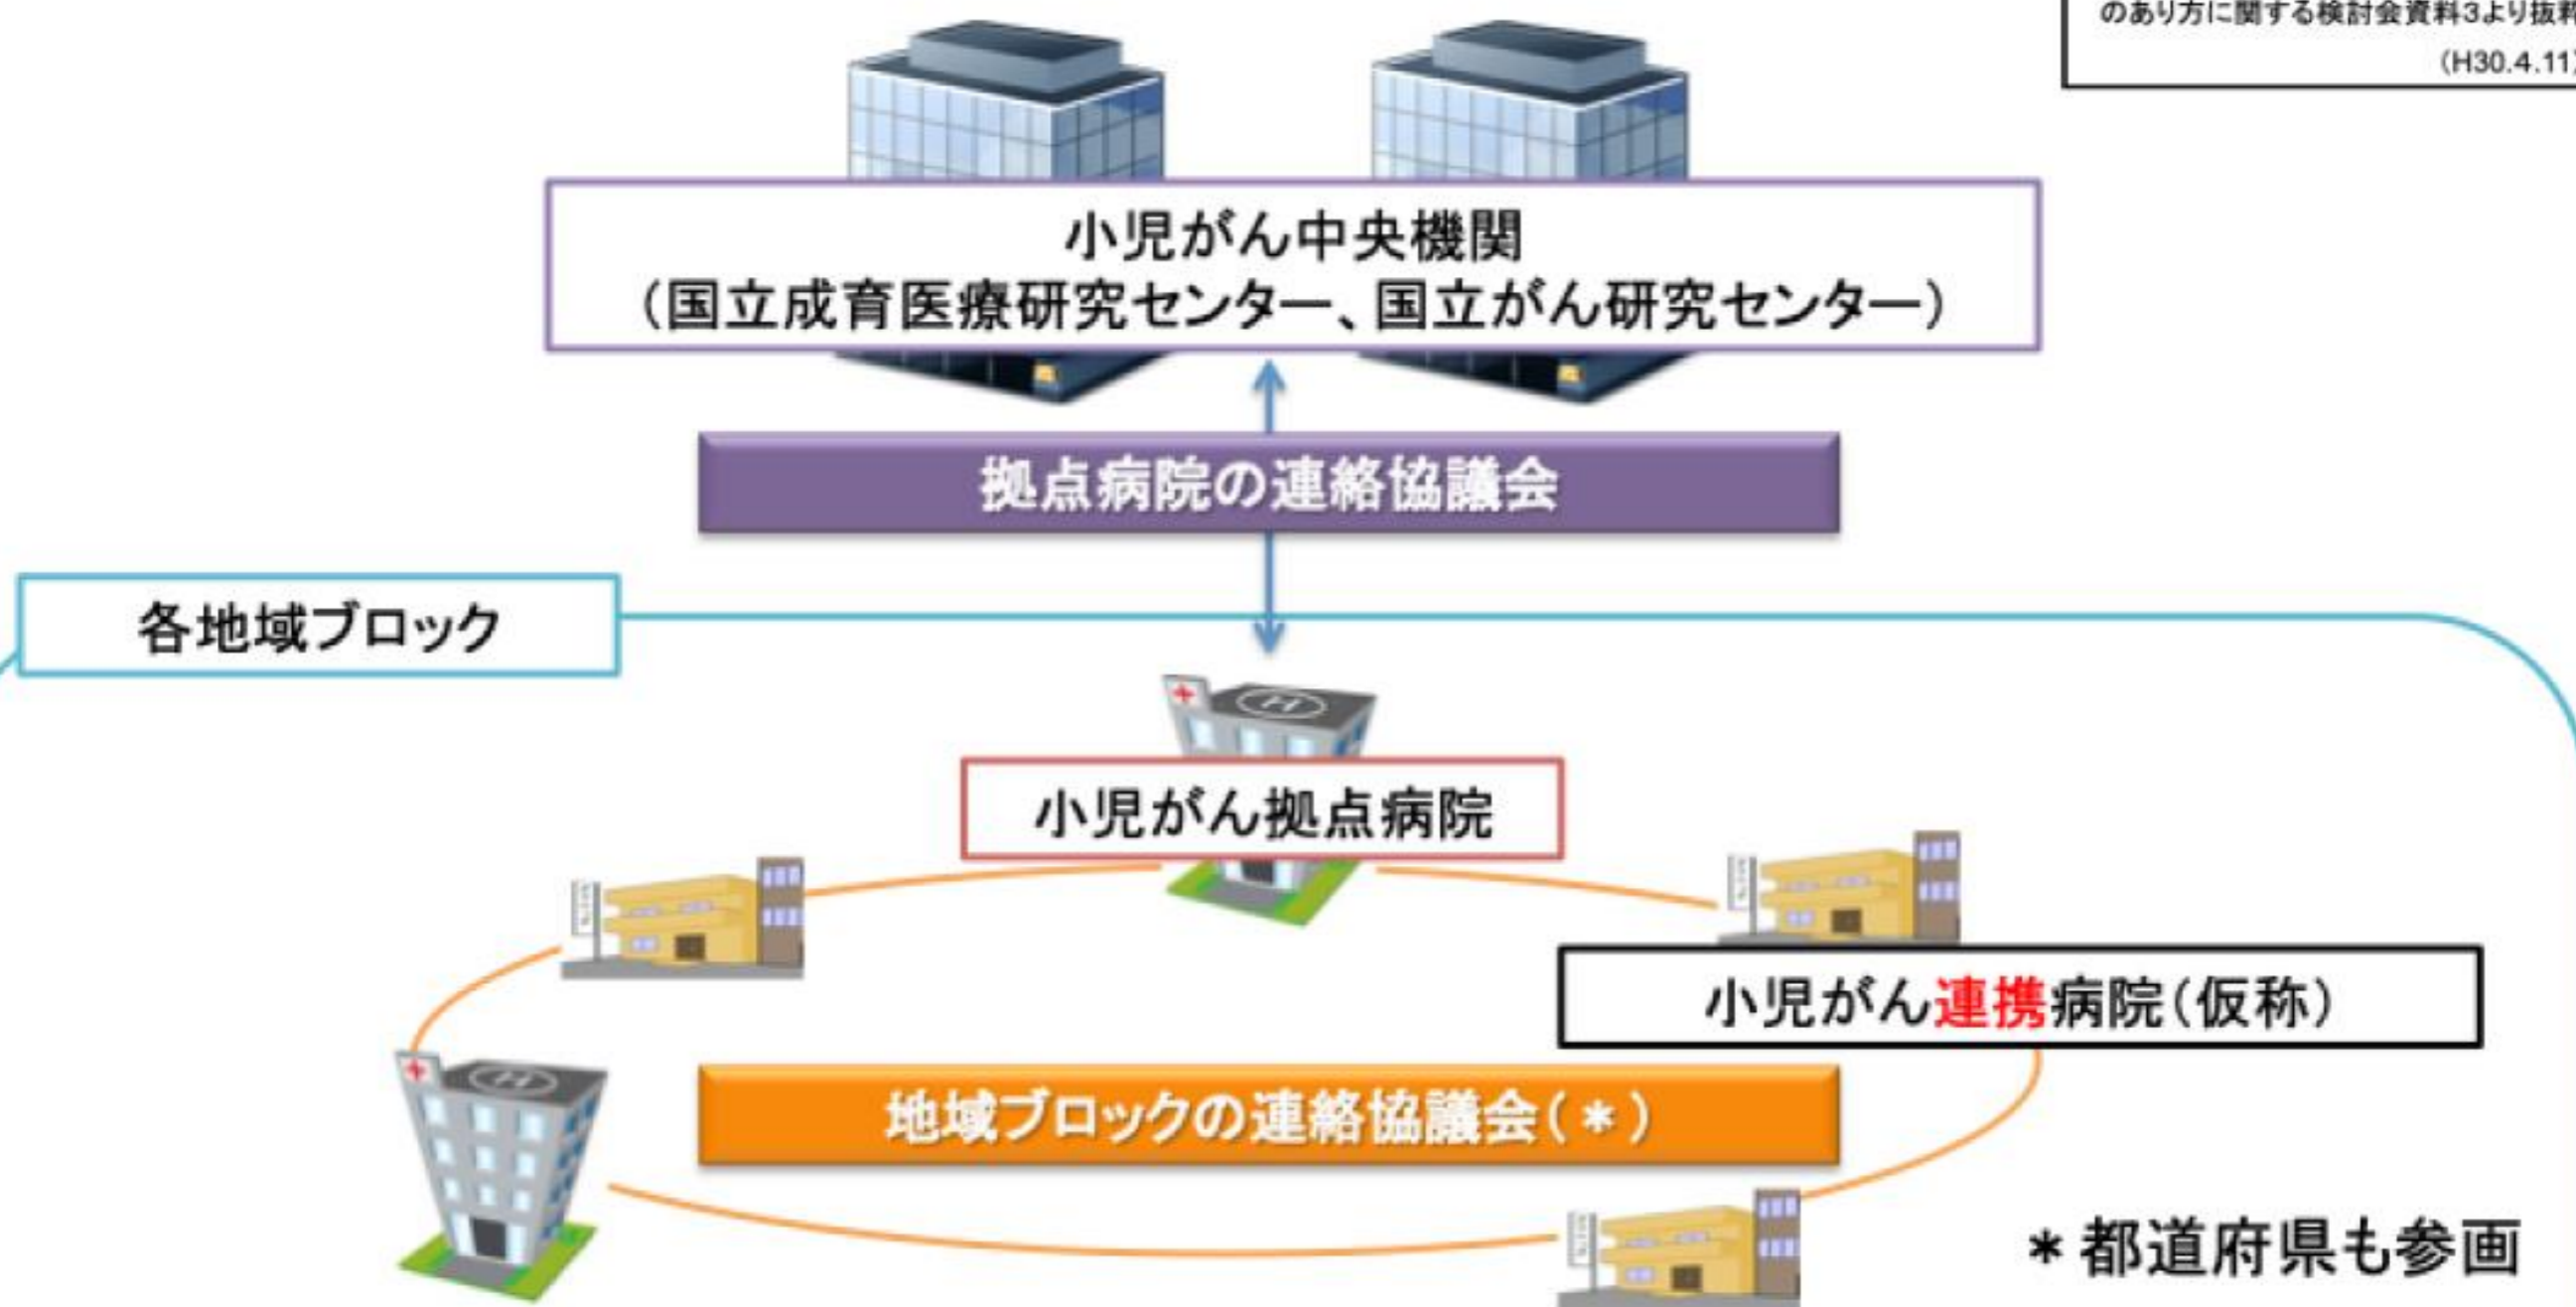 のあり方に関する検討会資料3より抜粋
(H30.4.11)
小児がん中央機関
(国立成育医療研究センター、国立がん研究センター)
拠点病院の連絡協議会
各地域ブロック
小児がん拠点病院
小児がん連携病院(仮称)
地域ブロックの連絡協議会(＊)
＊都道府県も参画